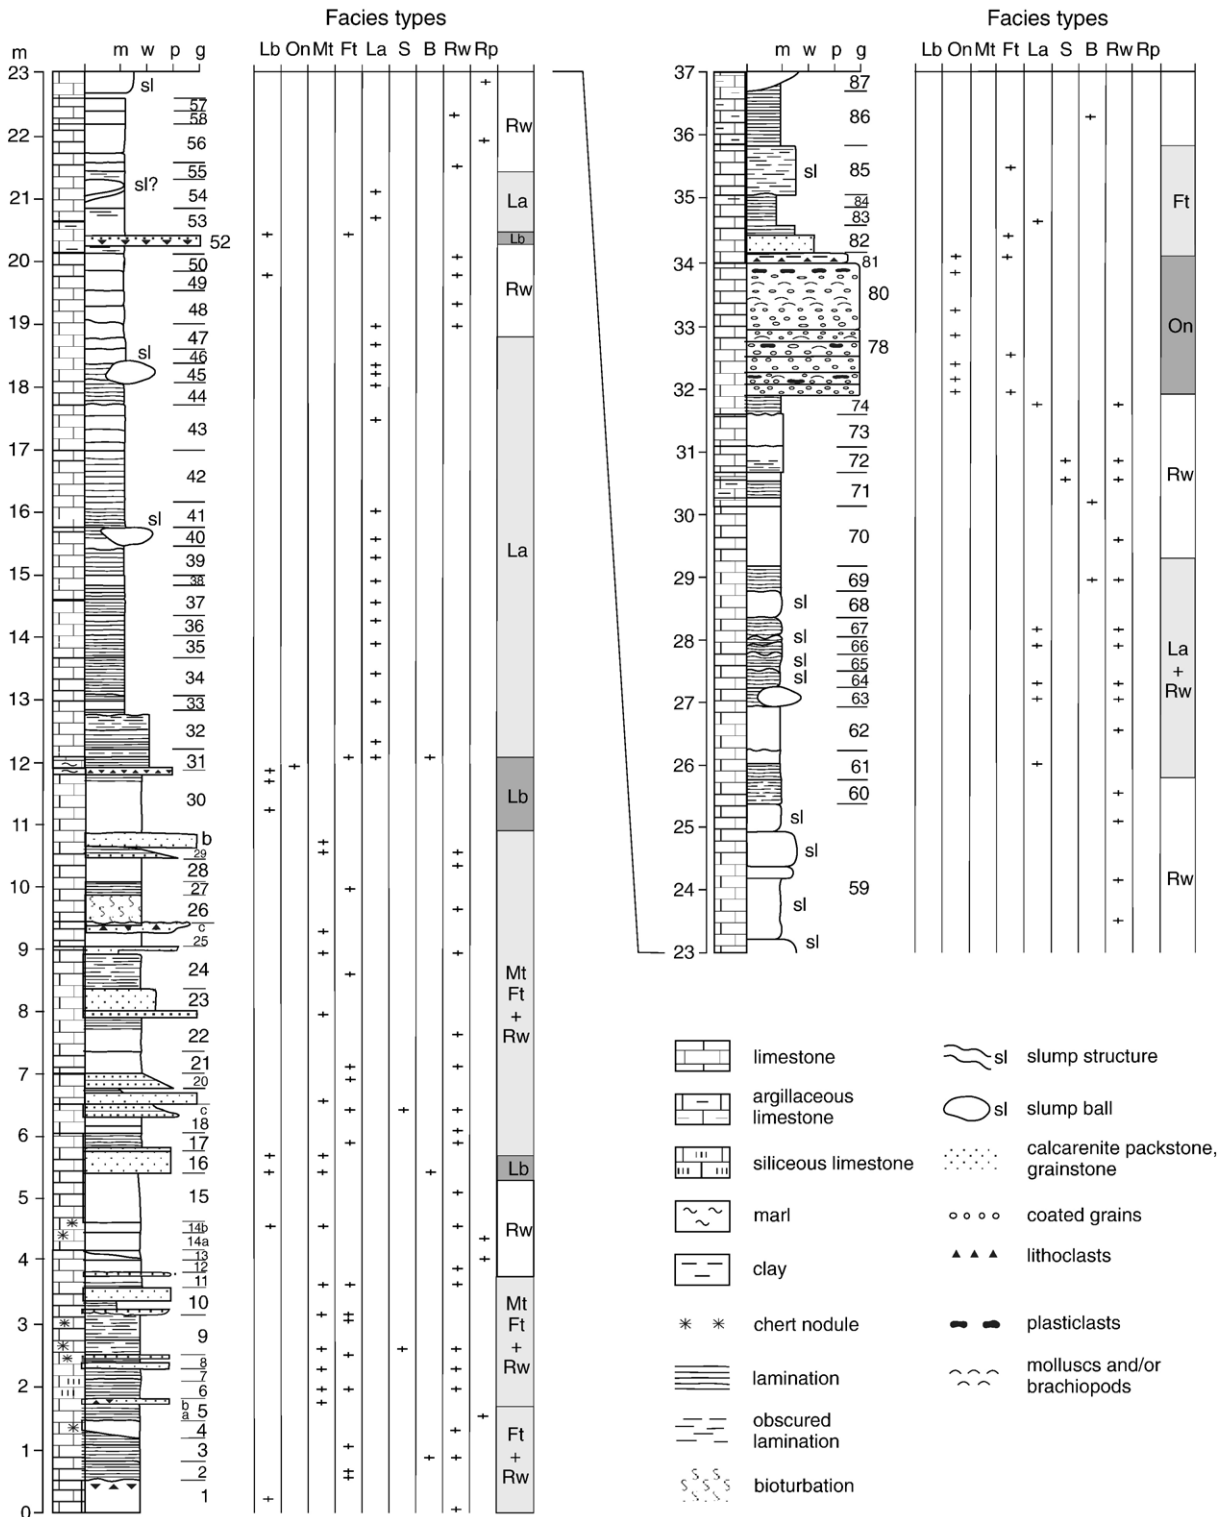 Facies types
m
m w p g
Lb On Mt Ft La S B Rw Rp
23
22
21
20
19
18
17
16
15
14
13
12
11
10
9
8
7
6
5
4
3
2
1
0
sl
57
58
56
55
sl?
54
53
52
50
49
48
47
46
sl
45
44
43
42
sl
41
40
39
38
37
36
35
34
33
32
31
30
b
29
28
27
26
c
25
24
23
22
21
20
c
18
17
16
15
14b
14a
13
12
11
10
9
8
7
6
b
a
5
4
3
2
1
Rw
La
Lb
Rw
La
Lb
Mt
Ft
+
Rw
Lb
Rw
Mt
Ft
+
Rw
Ft
+
Rw
Facies types
m w p g
Lb On Mt Ft La S B Rw Rp
37
36
35
34
33
32
31
30
29
28
27
26
25
24
23
87
86
sl
85
84
83
82
81
80
78
74
73
72
71
70
69
sl
68
67
sl
66
sl
65
sl
64
63
62
61
60
sl
sl
59
sl
sl
Ft
On
Rw
La
+
Rw
Rw
limestone
argillaceous
limestone
siliceous limestone
marl
clay
chert nodule
lamination
obscured
lamination
bioturbation
sl slump structure
sl slump ball
calcarenite packstone,
grainstone
coated grains
lithoclasts
plasticlasts
molluscs and/or
brachiopods